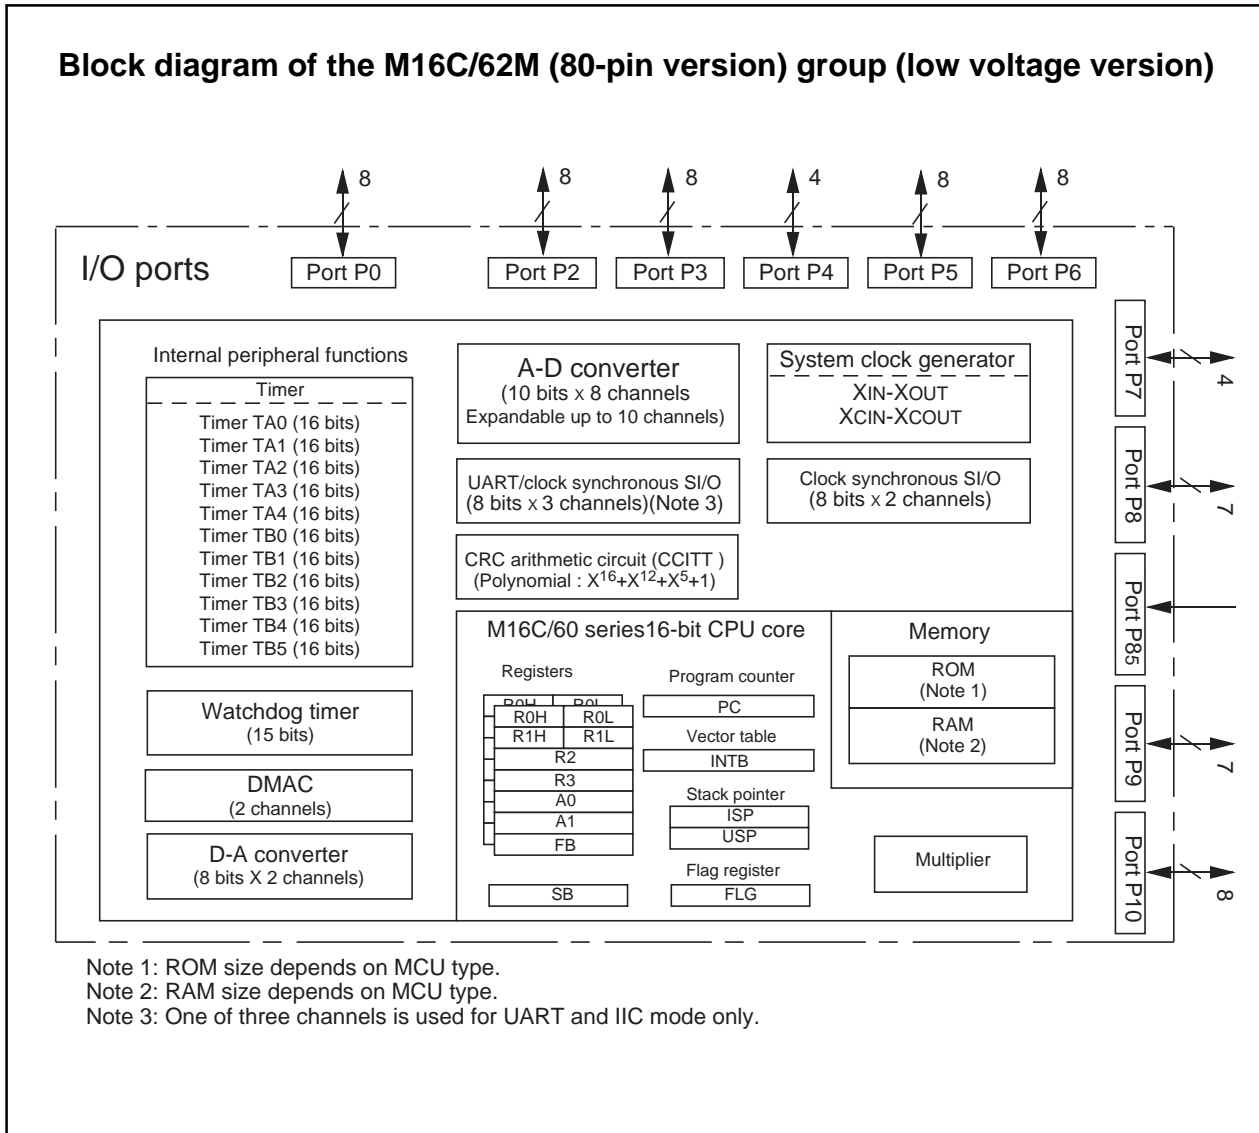 Block diagram of the M16C/62M (80-pin version) group (low voltage version)
8
8
8
4
8
8
I/O ports
Port P0
Port P2
Port P3
Port P4
Port P5
Port P6
Internal peripheral functions
Timer
Timer TA0 (16 bits)
Timer TA1 (16 bits)
Timer TA2 (16 bits)
Timer TA3 (16 bits)
Timer TA4 (16 bits)
Timer TB0 (16 bits)
Timer TB1 (16 bits)
Timer TB2 (16 bits)
Timer TB3 (16 bits)
Timer TB4 (16 bits)
Timer TB5 (16 bits)
Watchdog timer
(15 bits)
DMAC
(2 channels)
D-A converter
(8 bits X 2 channels)
A-D converter
(10 bits x 8 channels
Expandable up to 10 channels)
UART/clock synchronous SI/O
(8 bits x 3 channels)(Note 3)
CRC arithmetic circuit (CCITT )
(Polynomial : X16+X12+X5+1)
System clock generator
XIN-XOUT
XCIN-XCOUT
Clock synchronous SI/O
(8 bits x 2 channels)
M16C/60 series16-bit CPU core
Registers
R0H R0L
R0H R0L
R1H R1L
R2
R3
A0
A1
FB
SB
Program counter
PC
Vector table
INTB
Stack pointer
ISP
USP
Flag register
FLG
Memory
ROM
(Note 1)
RAM
(Note 2)
Multiplier
Port P7
4
Port P8
7
Port P85
Port P9
7
Port P10
8
Note 1: ROM size depends on MCU type.
Note 2: RAM size depends on MCU type.
Note 3: One of three channels is used for UART and IIC mode only.